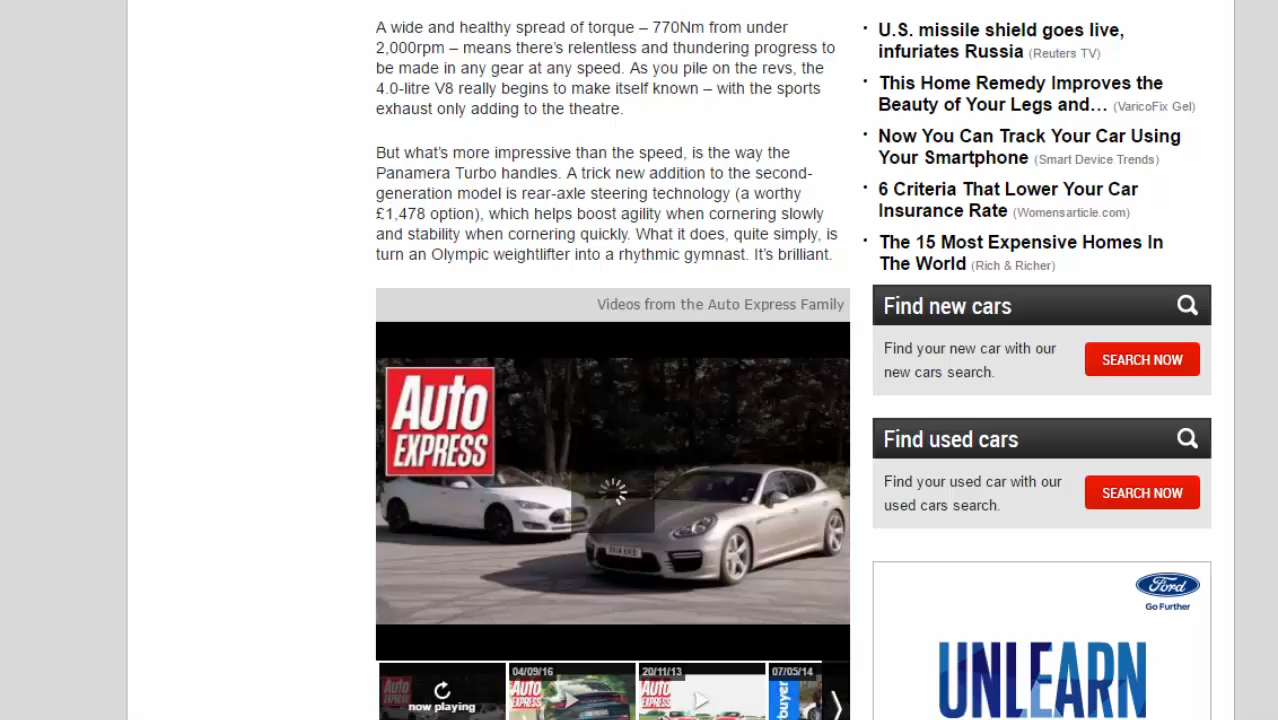 A wide and healthy spread of torque – 770Nm from under
2,000rpm – means there's relentless and thundering progress to
be made in any gear at any speed. As you pile on the revs, the
4.0-litre V8 really begins to make itself known – with the sports
exhaust only adding to the theatre.
But what's more impressive than the speed, is the way the
Panamera Turbo handles. A trick new addition to the second-
generation model is rear-axle steering technology (a worthy
£1,478 option), which helps boost agility when cornering slowly
and stability when cornering quickly. What it does, quite simply, is
turn an Olympic weightlifter into a rhythmic gymnast. It's brilliant.
Videos from the Auto Express Family
Auto
EXPRESS
now playing
04/09/16
AUTO
EXPRESS
20/11/13
AUTO
EXPRESS
07/05/14
buyer
· U.S. missile shield goes live,
infuriates Russia (Reuters TV)
· This Home Remedy Improves the
Beauty of Your Legs and… (VaricoFix Gel)
· Now You Can Track Your Car Using
Your Smartphone (Smart Device Trends)
· 6 Criteria That Lower Your Car
Insurance Rate (Womensarticle.com)
· The 15 Most Expensive Homes In
The World (Rich & Richer)
Find new cars
Find your new car with our
new cars search.
SEARCH NOW
Find used cars
Find your used car with our
used cars search.
SEARCH NOW
Ford
Go Further
UNLEARN